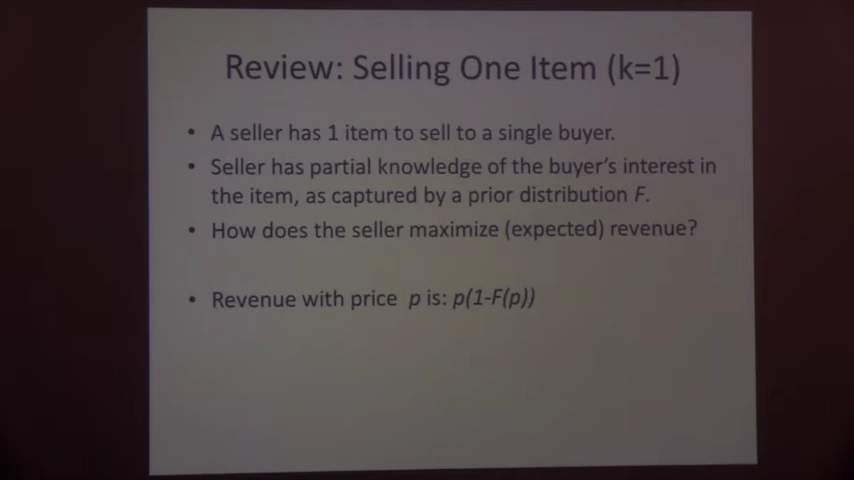 Review: Selling One Item (k=1)
• A seller has 1 item to sell to a single buyer.
• Seller has partial knowledge of the buyer's interest in
the item, as captured by a prior distribution F.
• How does the seller maximize (expected) revenue?
• Revenue with price p is: p(1-F(p))